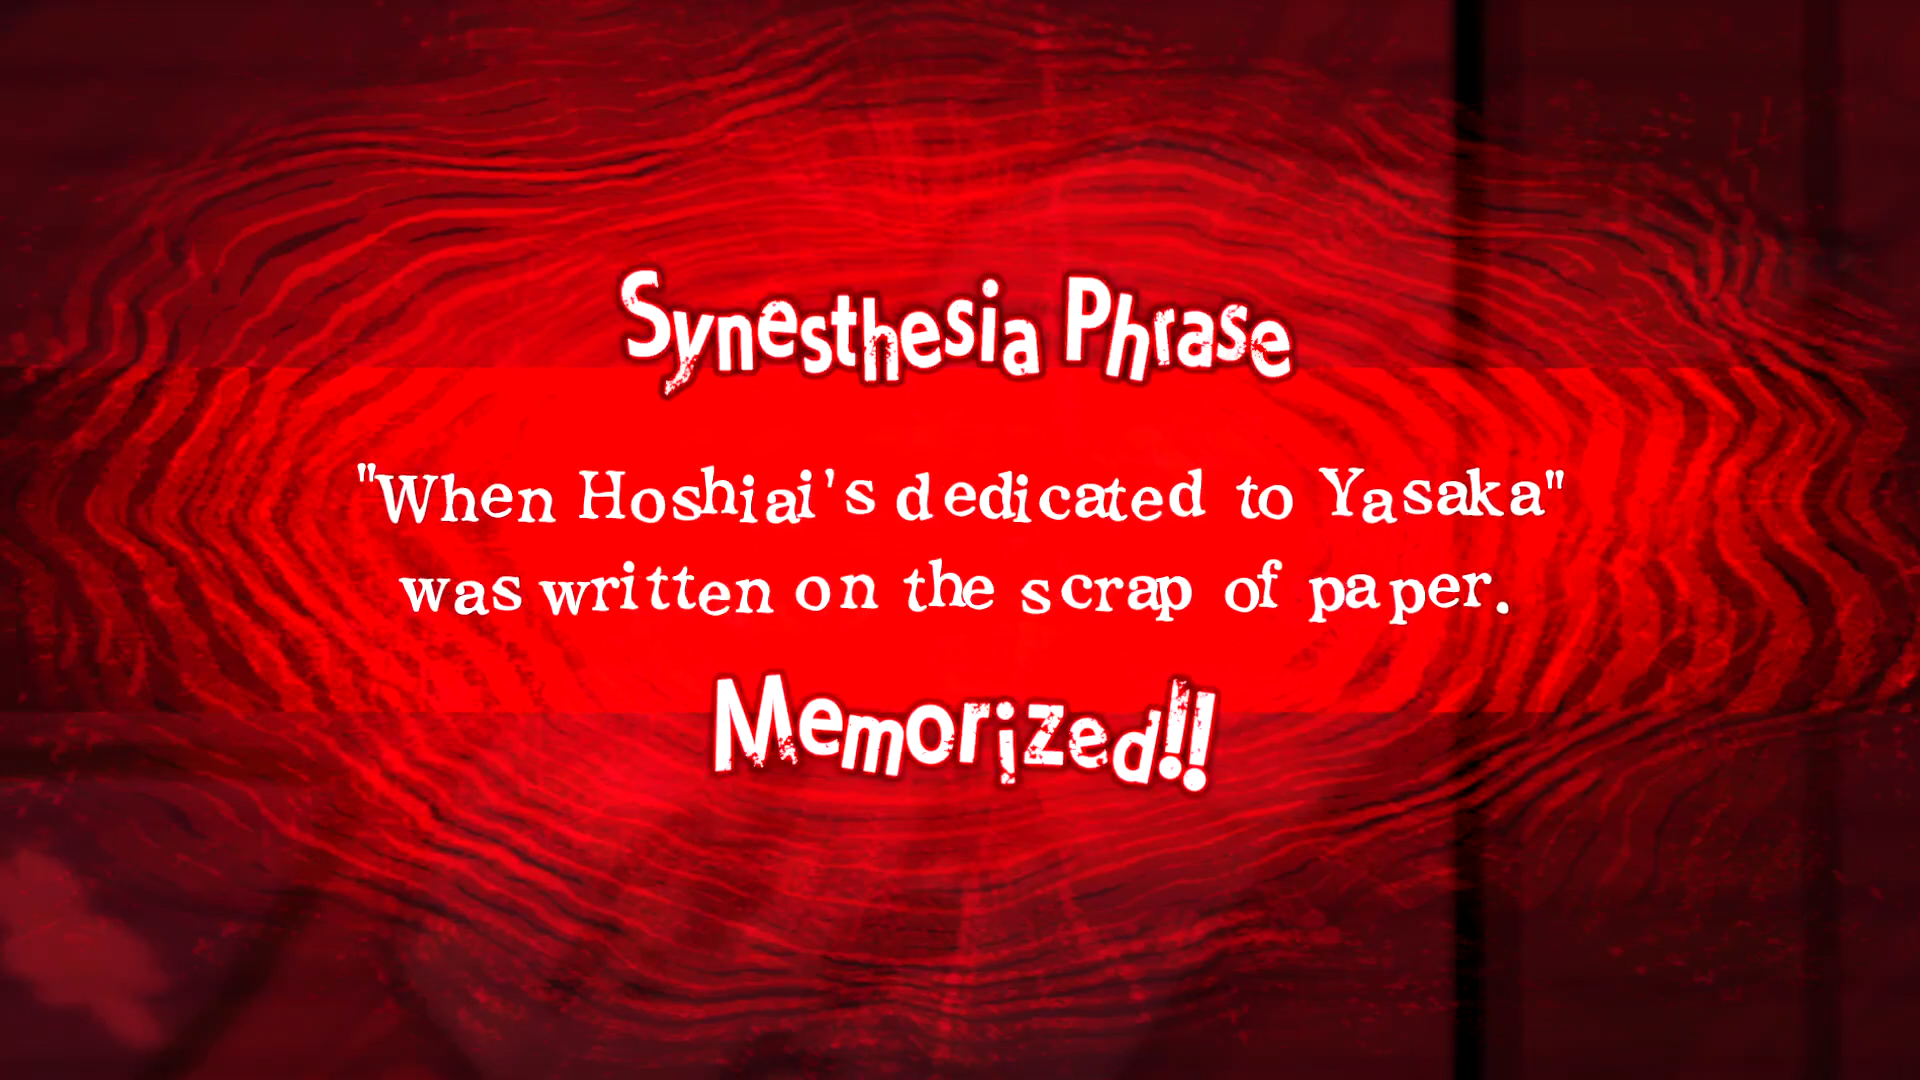 Synesthesia Phrase
"When Hoshiai's dedicated to Yasaka"
was written on the scrap of paper.
Memorized!!